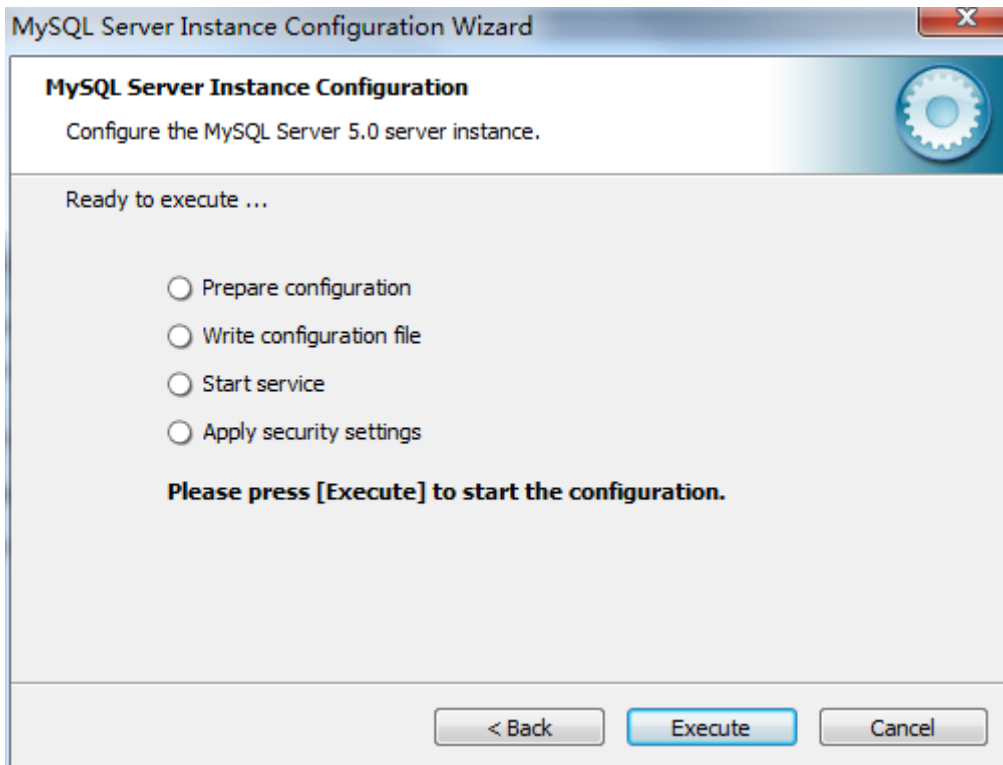 MySQL Server Instance Configuration Wizard
MySQL Server Instance Configuration
Configure the MySQL Server 5.0 server instance.
Ready to execute ...
Prepare configuration
Write configuration file
Start service
Apply security settings
Please press [Execute] to start the configuration.
< Back
Execute
Cancel